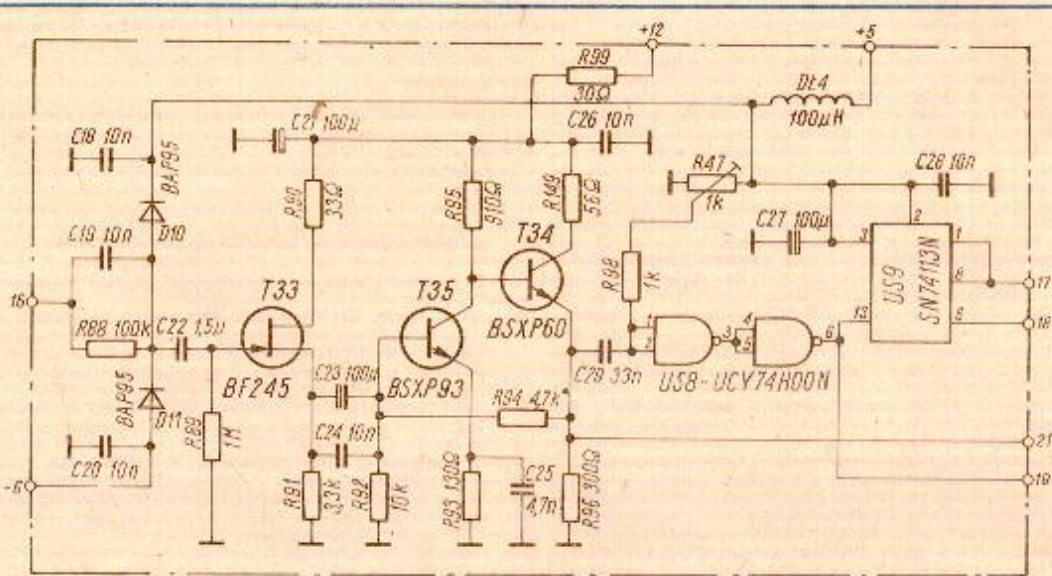 +12
+5
R99
30Ω
Dł4
100µH
C18 10n
BAP95
C21 100µ
C26 10n
R47
1k
C28 10n
C27 100µ
R90
33Ω
R95
910Ω
R149
56Ω
D10
C19 10n
T34
BSXP60
R98
1k
3
2
1
8
13
5
US9
SN74113N
17
18
16
R88 100k
C22 1,5µ
T33
BF245
T35
BSXP93
1
2
3
4
5
6
C29 33n
US8-UCY74H00N
BAP95
D11
R89
1M
C23 100µ
C24 10n
R94 4,7k
C20 10n
-6
R91
3,3k
R92
10k
R93 130Ω
C25
4,7n
R96 300Ω
21
19